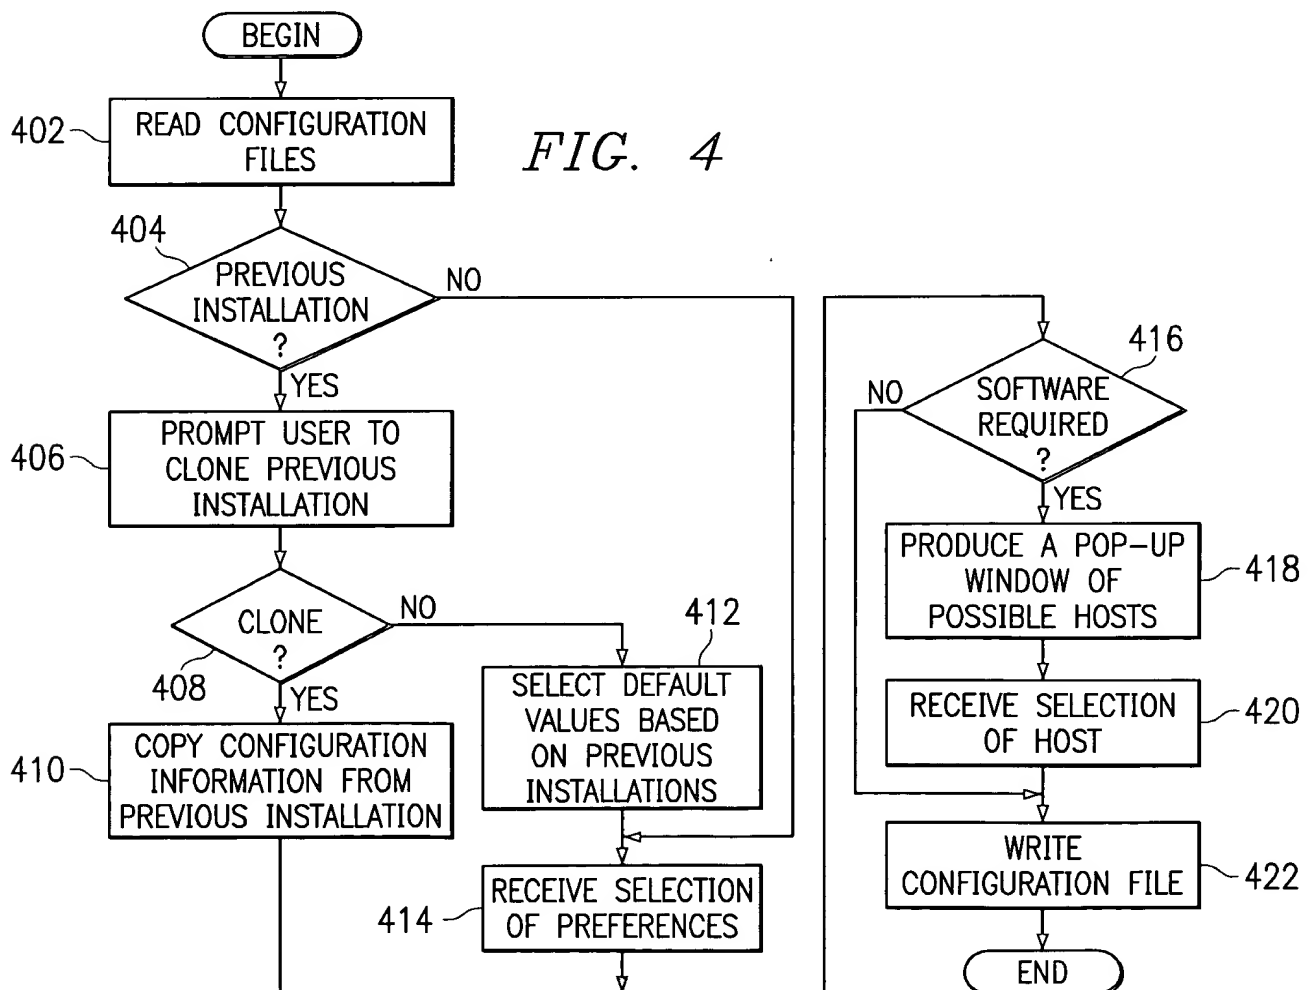 BEGIN
402
READ CONFIGURATION
FILES
FIG. 4
404
PREVIOUS
INSTALLATION
?
NO
YES
406
PROMPT USER TO
CLONE PREVIOUS
INSTALLATION
CLONE
?
408
NO
YES
410
COPY CONFIGURATION
INFORMATION FROM
PREVIOUS INSTALLATION
412
SELECT DEFAULT
VALUES BASED
ON PREVIOUS
INSTALLATIONS
414
RECEIVE SELECTION
OF PREFERENCES
416
SOFTWARE
REQUIRED
?
NO
YES
PRODUCE A POP-UP
WINDOW OF
POSSIBLE HOSTS
418
RECEIVE SELECTION
OF HOST
420
WRITE
CONFIGURATION FILE
422
END